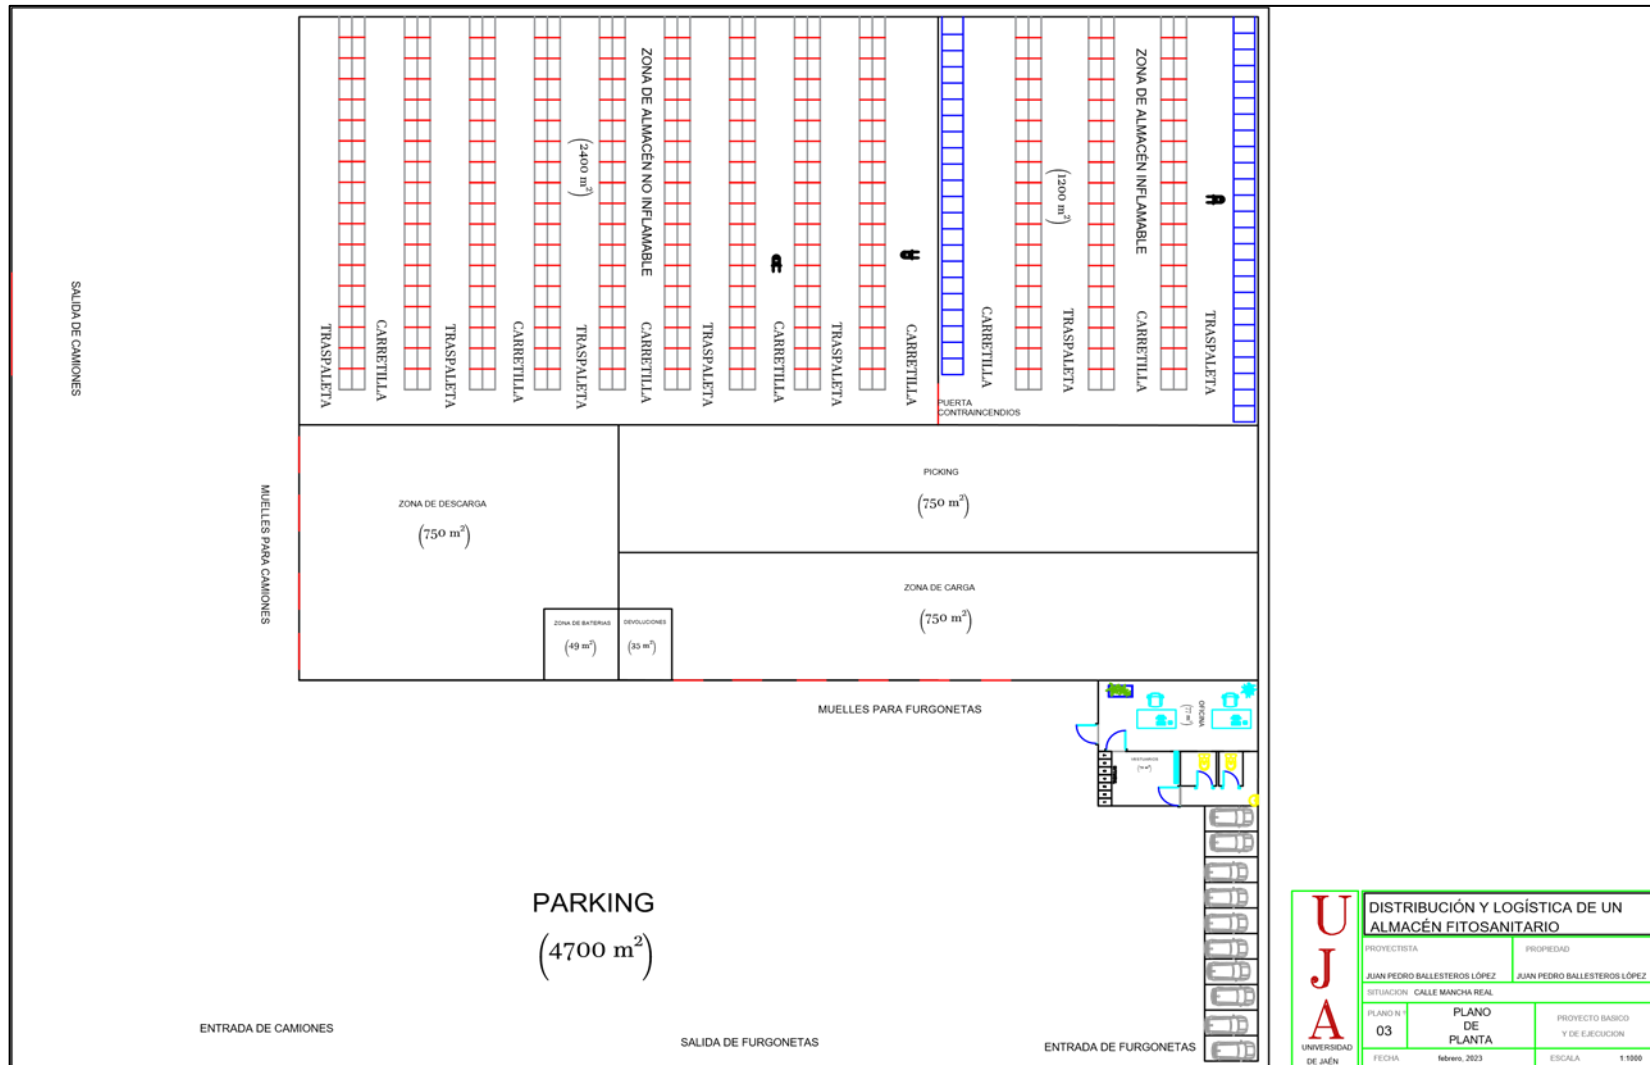 ZONA DE ALMACÉN NO INFLAMABLE
(2400 m²)
ZONA DE ALMACÉN INFLAMABLE
(1200 m²)
TRASPALETA
CARRETILLA
TRASPALETA
CARRETILLA
TRASPALETA
CARRETILLA
TRASPALETA
CARRETILLA
TRASPALETA
CARRETILLA
CARRETILLA
TRASPALETA
CARRETILLA
TRASPALETA
PUERTA
CONTRAINCENDIOS
SALIDA DE CAMIONES
MUELLES PARA CAMIONES
ZONA DE DESCARGA
(750 m²)
PICKING
(750 m²)
ZONA DE CARGA
(750 m²)
ZONA DE BATERIAS
(49 m²)
DEVOLUCIONES
(35 m²)
MUELLES PARA FURGONETAS
OFICINA
(77 m²)
VESTUARIOS
PARKING
(4700 m²)
ENTRADA DE CAMIONES
SALIDA DE FURGONETAS
ENTRADA DE FURGONETAS
UJA
UNIVERSIDAD
DE JAÉN
DISTRIBUCIÓN Y LOGÍSTICA DE UN
ALMACÉN FITOSANITARIO
PROYECTISTA
JUAN PEDRO BALLESTEROS LÓPEZ
PROPIEDAD
JUAN PEDRO BALLESTEROS LÓPEZ
SITUACION CALLE MANCHA REAL
PLANO N º
03
PLANO
DE
PLANTA
PROYECTO BASICO
Y DE EJECUCION
FECHA febrero, 2023
ESCALA 1:1000